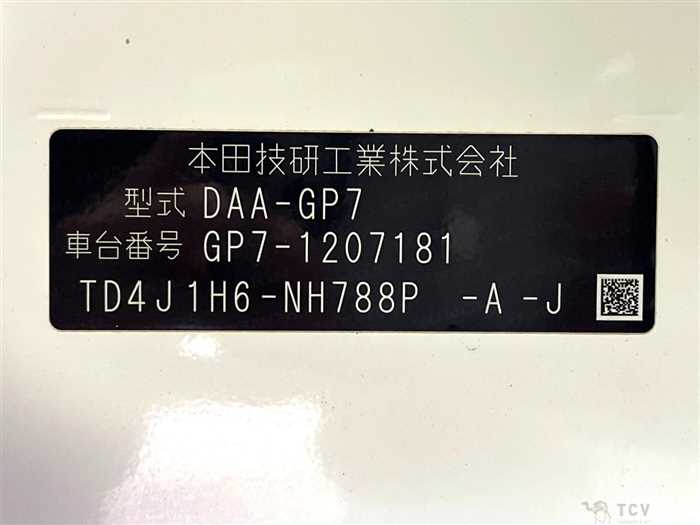 本田技研工業株式会社
型式 DAA-GP7
車台番号 GP7-1207181
TD4J1H6-NH788P -A -J
TCV